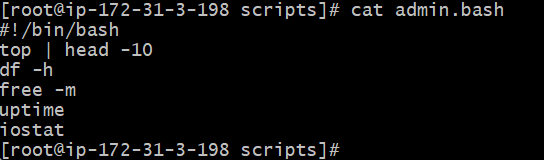 [root@ip-172-31-3-198 scripts]# cat admin.bash
#!/bin/bash
top | head -10
df -h
free -m
uptime
iostat
[root@ip-172-31-3-198 scripts]#